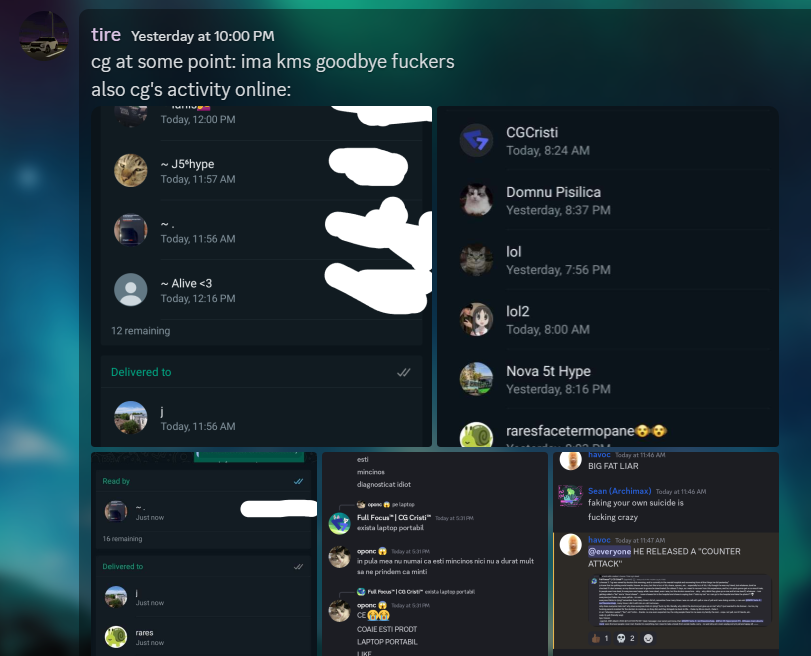 tire Yesterday at 10:00 PM
cg at some point: ima kms goodbye fuckers
also cg's activity online:
Today, 12:00 PM
~ J5⁶hype
Today, 11:57 AM
~ .
Today, 11:56 AM
~ Alive <3
Today, 12:16 PM
12 remaining
Delivered to
j
Today, 11:56 AM
CGCristi
Today, 8:24 AM
Domnu Pisilica
Yesterday, 8:37 PM
lol
Yesterday, 7:56 PM
lol2
Today, 8:00 AM
Nova 5t Hype
Yesterday, 8:16 PM
raresfacetermopane😵😵
Read by
~ .
Just now
16 remaining
Delivered to
j
Just now
rares
Just now
esti
mincinos
diagnosticat idiot
oponc 😱 pe laptop
Full Focus™ | CG Cristi™ Today at 5:31 PM
exista laptop portabil
oponc 😱 Today at 5:31 PM
in pula mea nu numai ca esti mincinos nici nu a durat mult
sa ne prindem ca minti
Full Focus™ | CG Cristi™ exista laptop portabil
oponc 😱 Today at 5:31 PM
CE 😭😭
COAIE ESTI PRODT
LAPTOP PORTABIL
LIKE
havoc Today at 11:46 AM
BIG FAT LIAR
Sean (Archimax) Today at 11:46 AM
faking your own suicide is
fucking crazy
havoc Today at 11:47 AM
@everyone HE RELEASED A "COUNTER
ATTACK"
1 2